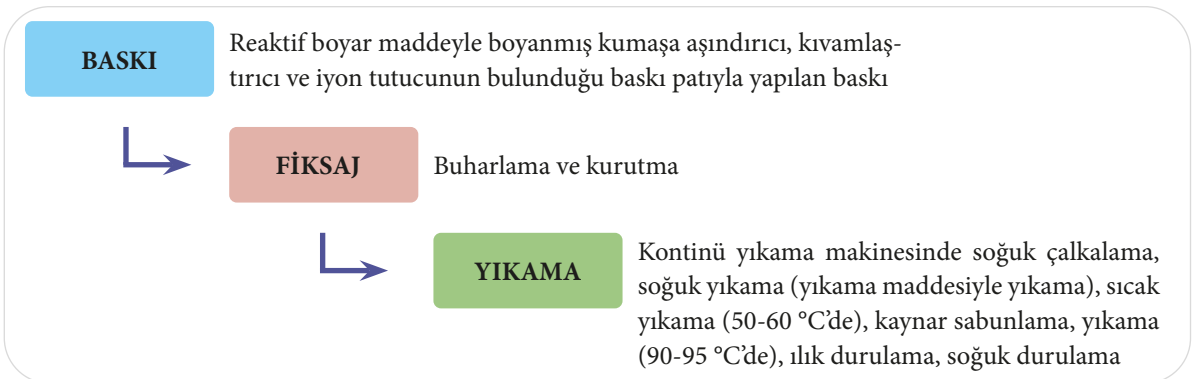 BASKI
Reaktif boyar maddeyle boyanmış kumaşa aşındırıcı, kıvamlaş-
tırıcı ve iyon tutucunun bulunduğu baskı patıyla yapılan baskı
FİKSAJ
Buharlama ve kurutma
YIKAMA
Kontinü yıkama makinesinde soğuk çalkalama,
soğuk yıkama (yıkama maddesiyle yıkama), sıcak
yıkama (50-60 °C’de), kaynar sabunlama, yıkama
(90-95 °C’de), ılık durulama, soğuk durulama